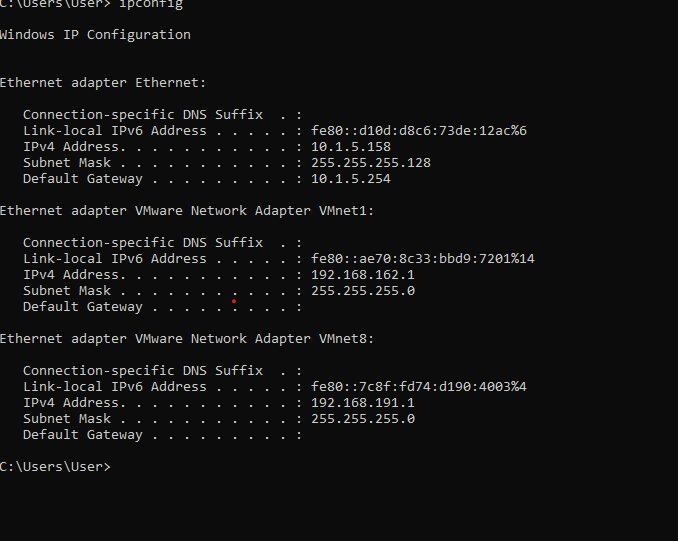 C:\Users\User> ipconfig
Windows IP Configuration
Ethernet adapter Ethernet:
Connection-specific DNS Suffix  . :
Link-local IPv6 Address . . . . . : fe80::d10d:d8c6:73de:12ac%6
IPv4 Address. . . . . . . . . . . : 10.1.5.158
Subnet Mask . . . . . . . . . . . : 255.255.255.128
Default Gateway . . . . . . . . . : 10.1.5.254
Ethernet adapter VMware Network Adapter VMnet1:
Connection-specific DNS Suffix  . :
Link-local IPv6 Address . . . . . : fe80::ae70:8c33:bbd9:7201%14
IPv4 Address. . . . . . . . . . . : 192.168.162.1
Subnet Mask . . . . . . . . . . . : 255.255.255.0
Default Gateway . . . . . . . . . :
Ethernet adapter VMware Network Adapter VMnet8:
Connection-specific DNS Suffix  . :
Link-local IPv6 Address . . . . . : fe80::7c8f:fd74:d190:4003%4
IPv4 Address. . . . . . . . . . . : 192.168.191.1
Subnet Mask . . . . . . . . . . . : 255.255.255.0
Default Gateway . . . . . . . . . :
C:\Users\User>